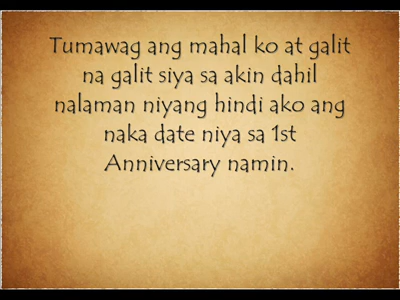 Tumawag ang mahal ko at galit
na galit siya sa akin dahil
nalaman niyang hindi ako ang
naka date niya sa 1st
Anniversary namin.